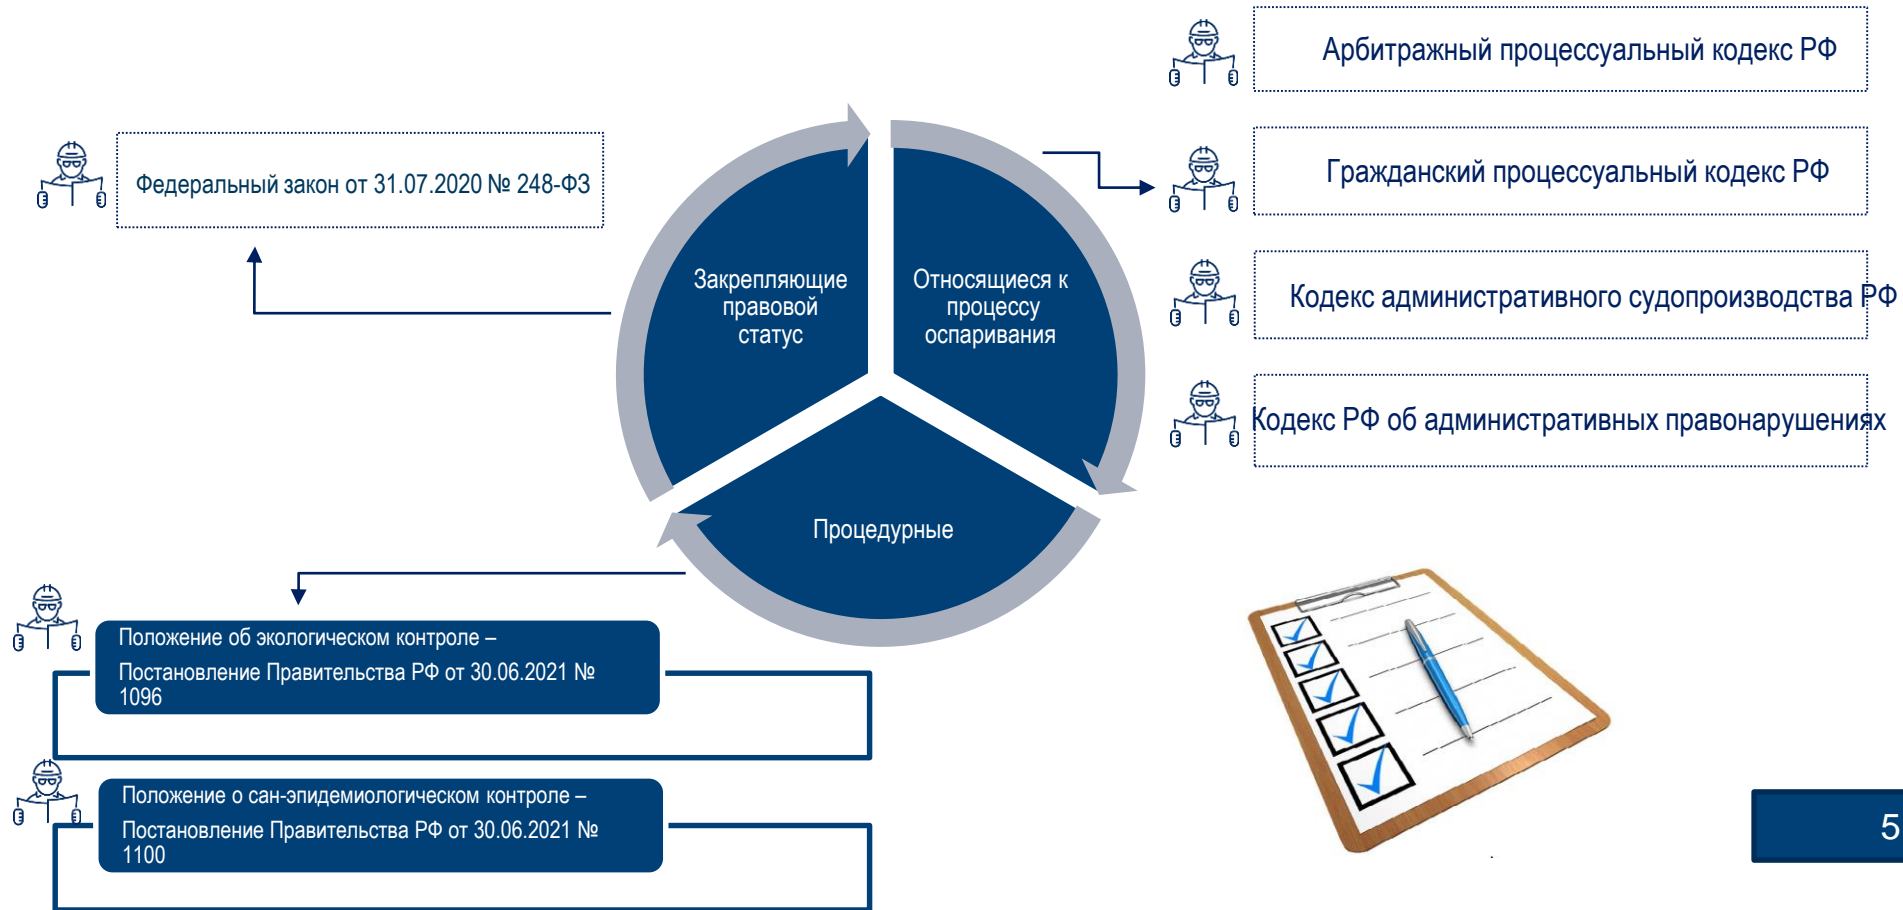 Арбитражный процессуальный кодекс РФ
Гражданский процессуальный кодекс РФ
Кодекс административного судопроизводства РФ
Кодекс РФ об административных правонарушениях
Федеральный закон от 31.07.2020 № 248-ФЗ
Закрепляющие
правовой
статус
Относящиеся к
процессу
оспаривания
Процедурные
Положение об экологическом контроле –
Постановление Правительства РФ от 30.06.2021 №
1096
Положение о сан-эпидемиологическом контроле –
Постановление Правительства РФ от 30.06.2021 №
1100
.
5